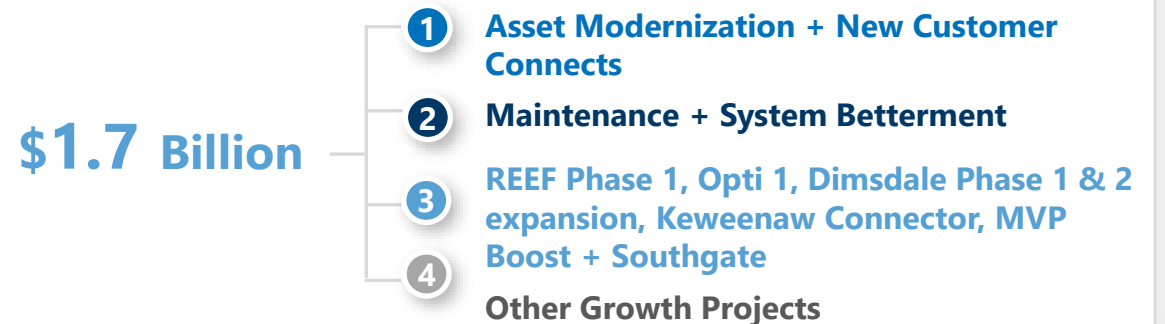 1 Asset Modernization + New Customer
Connects
2 Maintenance + System Betterment
$1.7 Billion
3 REEF Phase 1, Opti 1, Dimsdale Phase 1 & 2
expansion, Keweenaw Connector, MVP
Boost + Southgate
4 Other Growth Projects